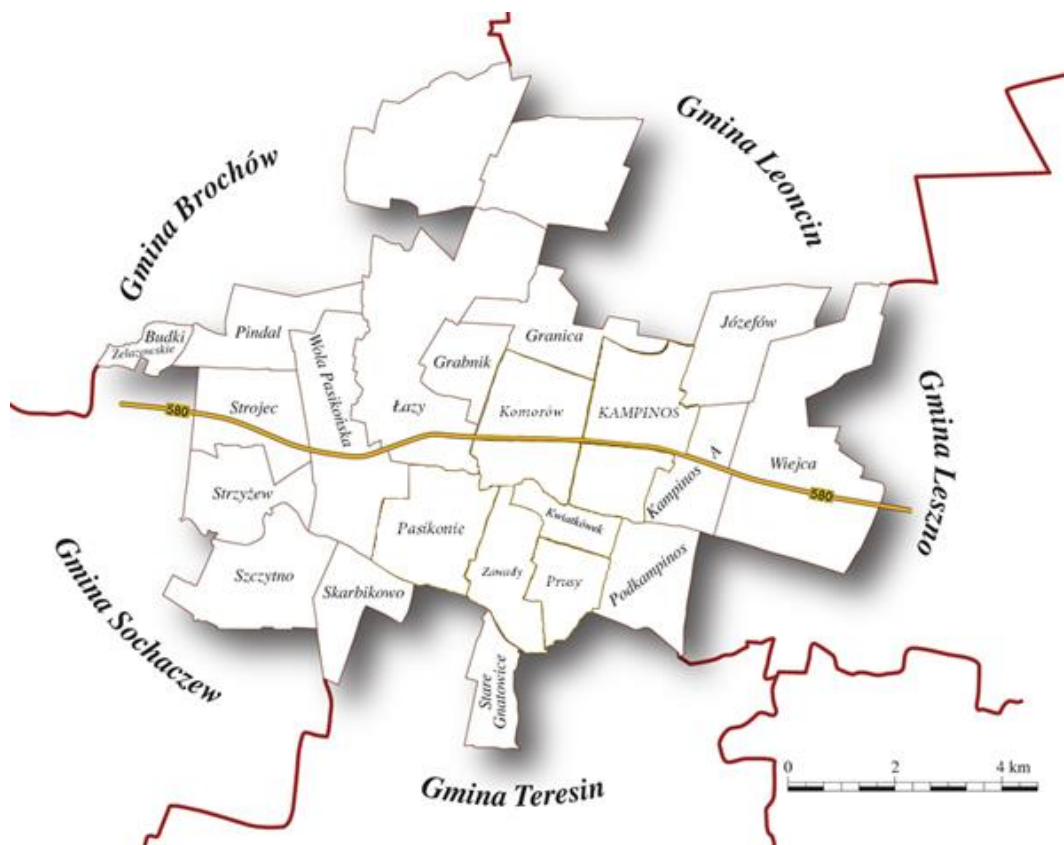 Gmina Brochów
Gmina Leoncin
Budki
Żelazowskie
Pindal
Granica
Józefów
Wola Pasikońska
Grabnik
Strojec
Łazy
Komorów
KAMPINOS
580
Kampinos A
Wiejca
580
Gmina Leszno
Strzyżew
Pasikonie
Kwiatkówek
Szczytno
Skarbikowo
Zawady
Prusy
Podkampinos
Gmina Sochaczew
Stare
Gnatowice
Gmina Teresin
0 2 4 km